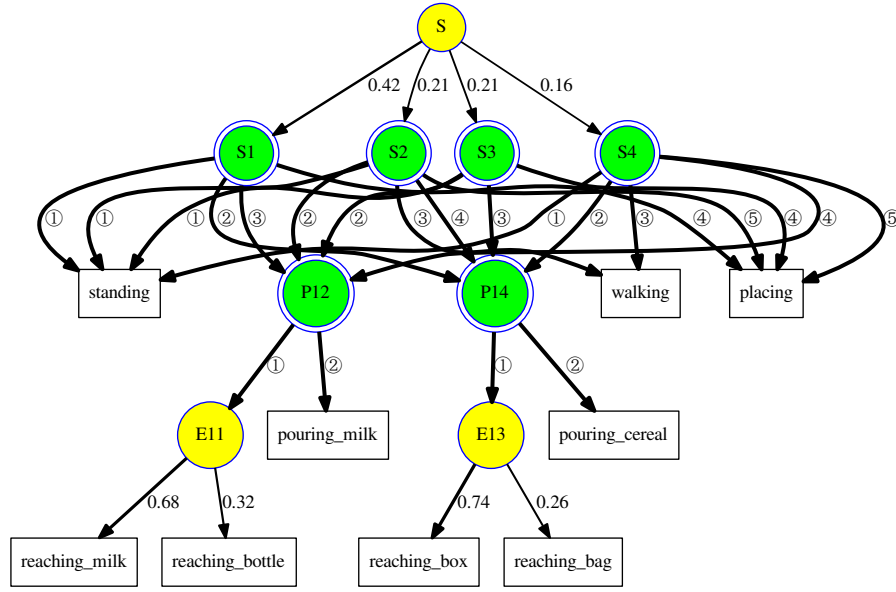 S
0.42
0.21
0.21
0.16
S1
S2
S3
S4
①
①
①
②
③
②
②
③
④
③
①
②
③
④
⑤
④
④
⑤
standing
P12
P14
walking
placing
①
②
①
②
E11
pouring_milk
E13
pouring_cereal
0.68
0.32
0.74
0.26
reaching_milk
reaching_bottle
reaching_box
reaching_bag